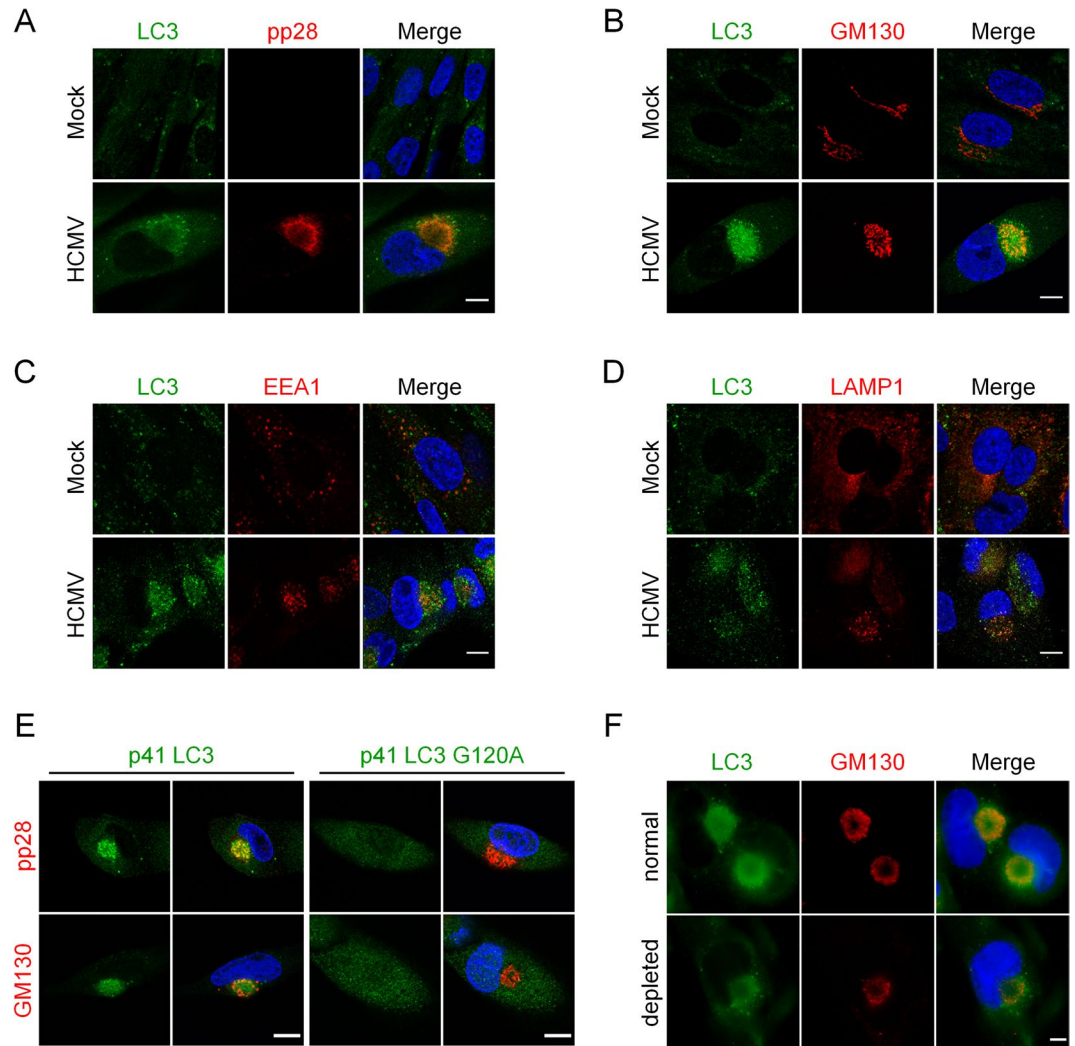 A
LC3 pp28 Merge
Mock
HCMV
B
LC3 GM130 Merge
Mock
HCMV
C
LC3 EEA1 Merge
Mock
HCMV
D
LC3 LAMP1 Merge
Mock
HCMV
E
p41 LC3 p41 LC3 G120A
pp28
GM130
F
LC3 GM130 Merge
normal
depleted